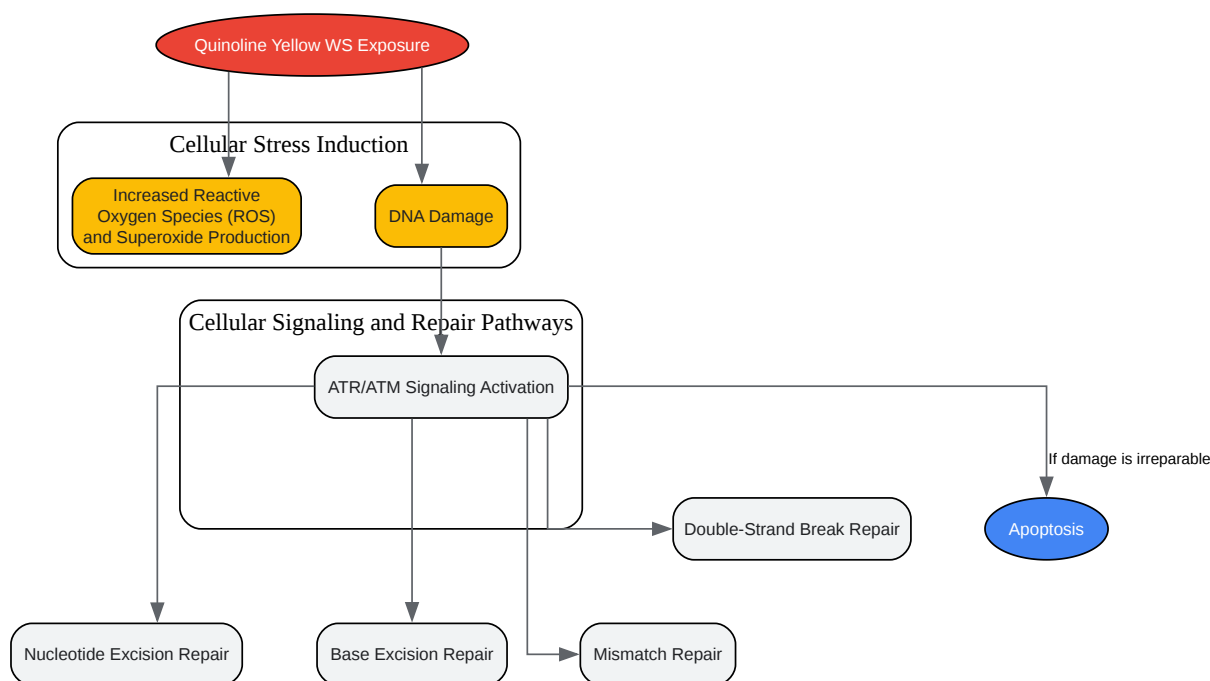 Quinoline Yellow WS Exposure
Cellular Stress Induction
Increased Reactive
Oxygen Species (ROS)
and Superoxide Production
DNA Damage
Cellular Signaling and Repair Pathways
ATR/ATM Signaling Activation
If damage is irreparable
Double-Strand Break Repair
Apoptosis
Nucleotide Excision Repair
Base Excision Repair
Mismatch Repair